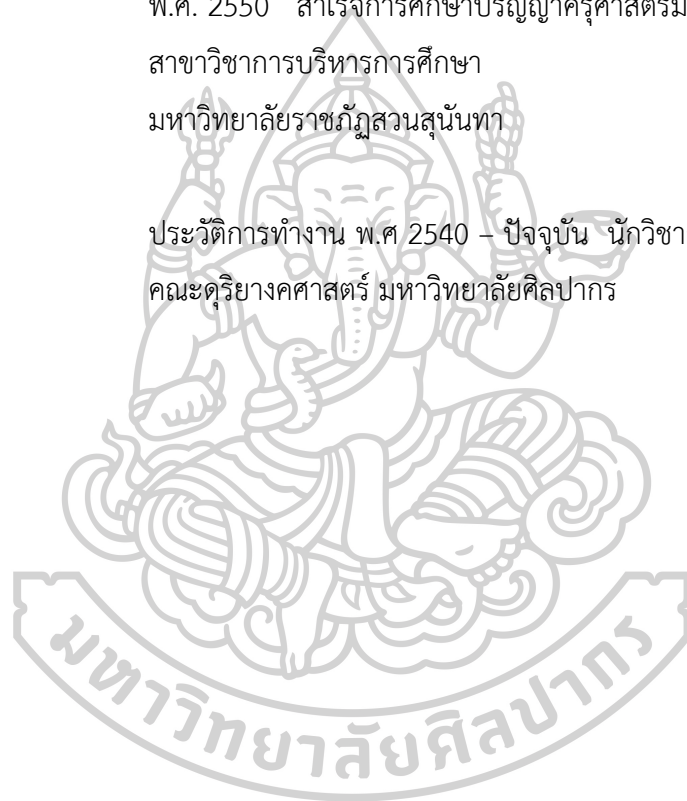 พ.ศ. 2550 สำเร็จการศึกษาปริญญาครุศาสตรม
สาขาวิชาการบริหารการศึกษา
มหาวิทยาลัยราชภัฏสวนสุนันทา
ประวัติการทำงาน พ.ศ 2540 – ปัจจุบัน นักวิชา
คณะดุริยางคศาสตร์ มหาวิทยาลัยศิลปากร
มหาวิทยาลัยศิลปากร